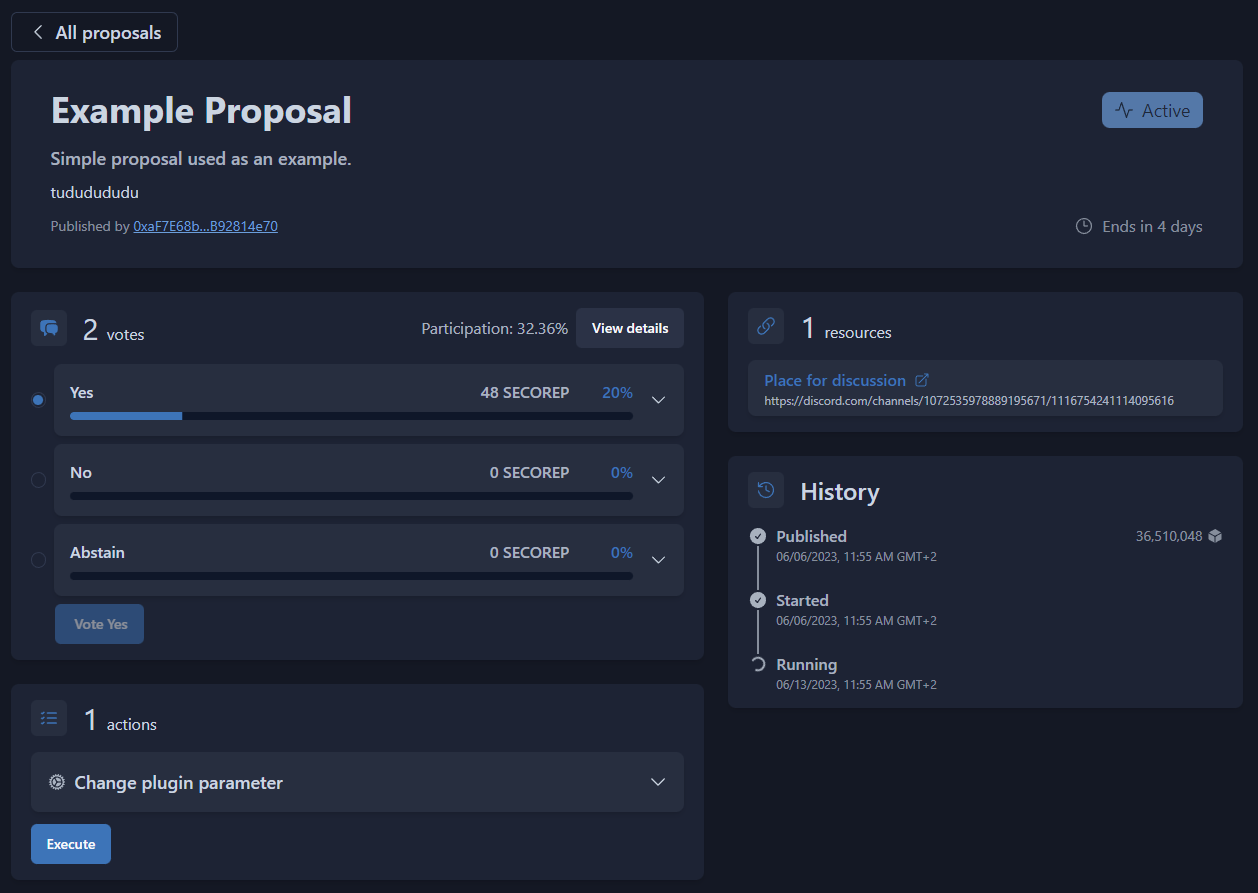 All proposals
Example Proposal
Active
Simple proposal used as an example.
tudududududu
Published by 0xaF7E68b...B92814e70
Ends in 4 days
2 votes
Participation: 32.36%
View details
Yes 48 SECOREP 20%
No 0 SECOREP 0%
Abstain 0 SECOREP 0%
Vote Yes
1 actions
Change plugin parameter
Execute
1 resources
Place for discussion
https://discord.com/channels/1072535978889195671/1116754241114095616
History
Published 36,510,048
06/06/2023, 11:55 AM GMT+2
Started
06/06/2023, 11:55 AM GMT+2
Running
06/13/2023, 11:55 AM GMT+2